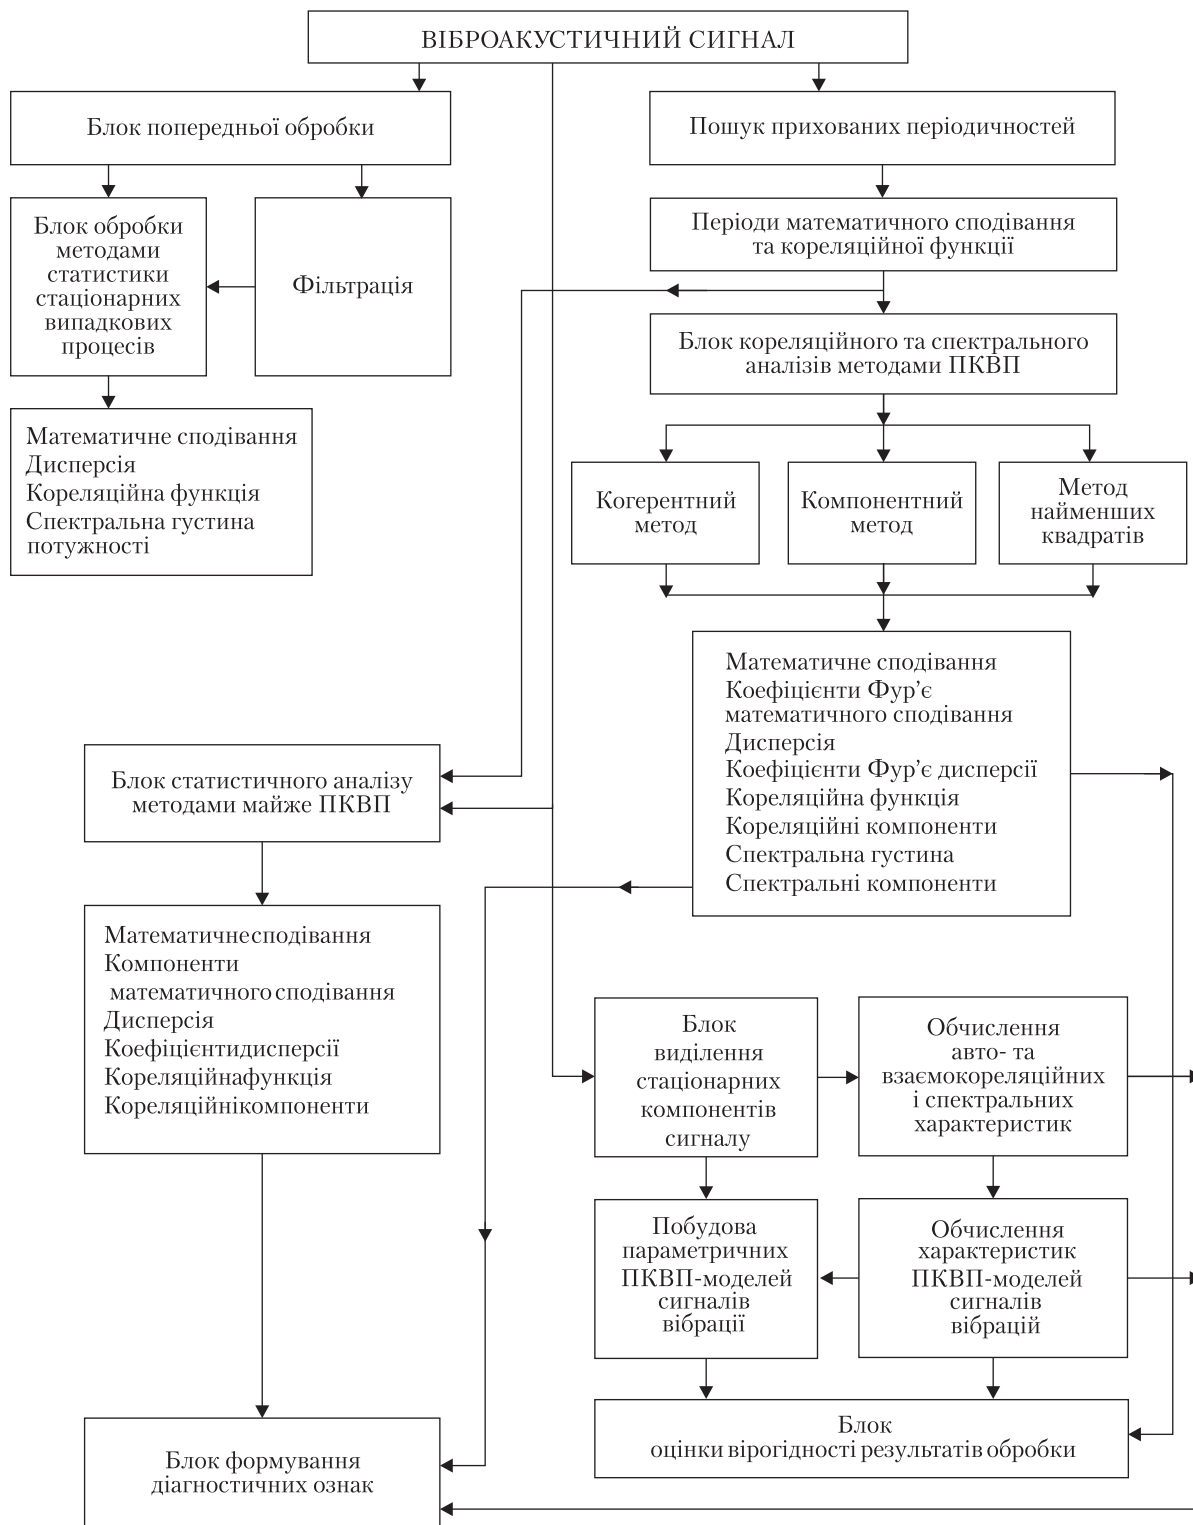 ВІБРОАКУСТИЧНИЙ СИГНАЛ
Блок попередньої обробки
Пошук прихованих періодичностей
Блок обробки
методами
статистики
стаціонарних
випадкових
процесів
Фільтрація
Періоди математичного сподівання
та кореляційної функції
Блок кореляційного та спектрального
аналізів методами ПКВП
Математичне сподівання
Дисперсія
Кореляційна функція
Спектральна густина
потужності
Когерентний
метод
Компонентний
метод
Метод
найменших
квадратів
Математичне сподівання
Коефіцієнти Фур’є
математичного сподівання
Дисперсія
Коефіцієнти Фур’є дисперсії
Кореляційна функція
Кореляційні компоненти
Спектральна густина
Спектральні компоненти
Блок статистичного аналізу
методами майже ПКВП
Математичнесподівання
Компоненти
математичного сподівання
Дисперсія
Коефіцієнтидисперсії
Кореляційнафункція
Кореляційнікомпоненти
Блок
виділення
стаціонарних
компонентів
сигналу
Обчислення
авто- та
взаємокореляційних
і спектральних
характеристик
Побудова
параметричних
ПКВП-моделей
сигналів
вібрації
Обчислення
характеристик
ПКВП-моделей
сигналів
вібрацій
Блок
оцінки вірогідності результатів обробки
Блок формування
діагностичних ознак